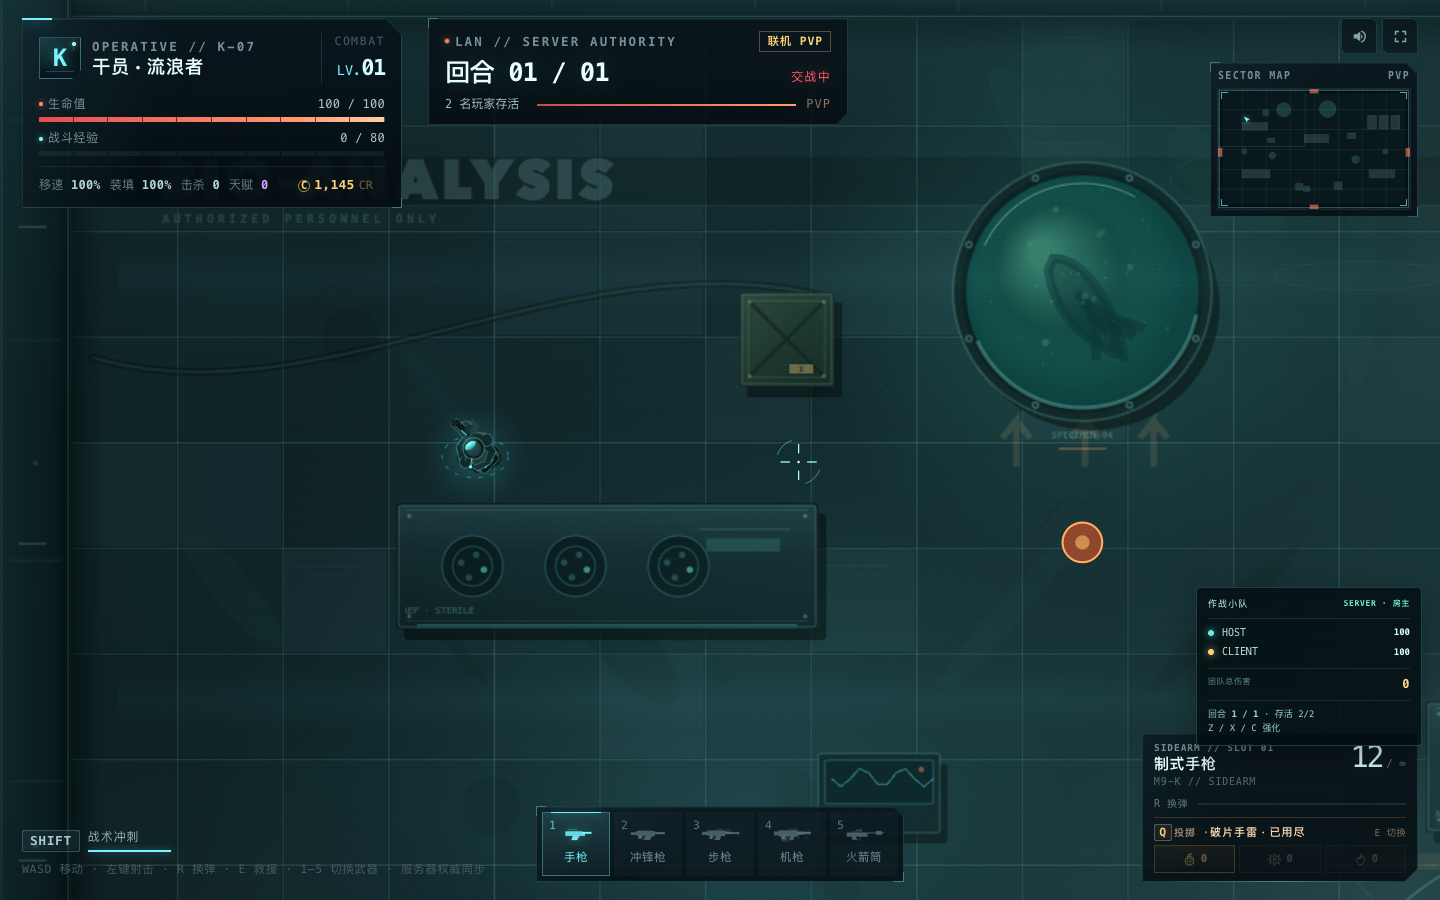 K
OPERATIVE // K-07
干员·流浪者
COMBAT
LV.01
生命值
100 / 100
战斗经验
0 / 80
移速 100% 装填 100% 击杀 0 天赋 0
C 1,145 CR
LAN // SERVER AUTHORITY
联机 PVP
回合 01 / 01
交战中
2 名玩家存活
PVP
SECTOR MAP
PVP
ALYSIS
AUTHORIZED PERSONNEL ONLY
X
SPECIMEN-04
EP · STERILE
作战小队
SERVER · 房主
HOST
100
CLIENT
100
团队总伤害
0
回合 1 / 1 · 存活 2/2
Z / X / C 强化
SIDEARM // SLOT 01
制式手枪
12 / ∞
M9-K // SIDEARM
R 换弹
Q 投掷 ·破片手雷·已用尽
E 切换
0
0
0
1
手枪
2
冲锋枪
3
步枪
4
机枪
5
火箭筒
SHIFT
战术冲刺
WASD 移动 · 左键射击 · R 换弹 · E 救援 · 1—5 切换武器 · 服务器权威同步